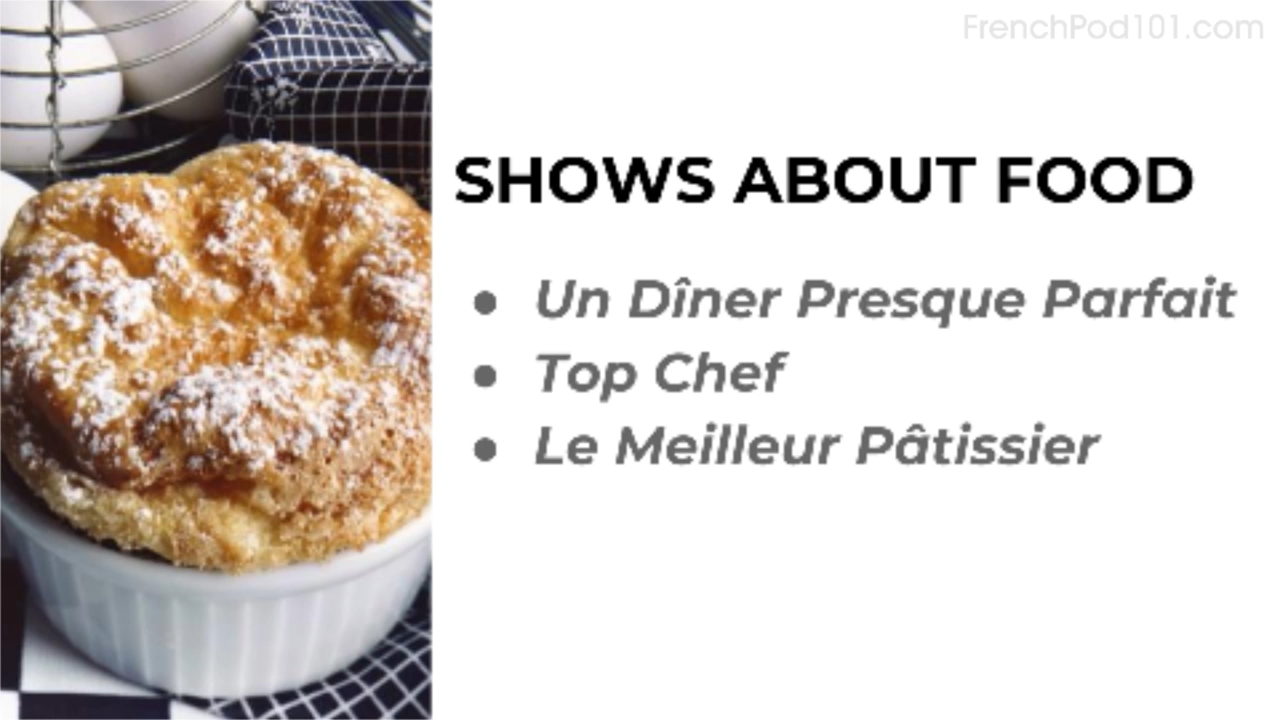 FrenchPod101.com
SHOWS ABOUT FOOD
• Un Dîner Presque Parfait
• Top Chef
• Le Meilleur Pâtissier